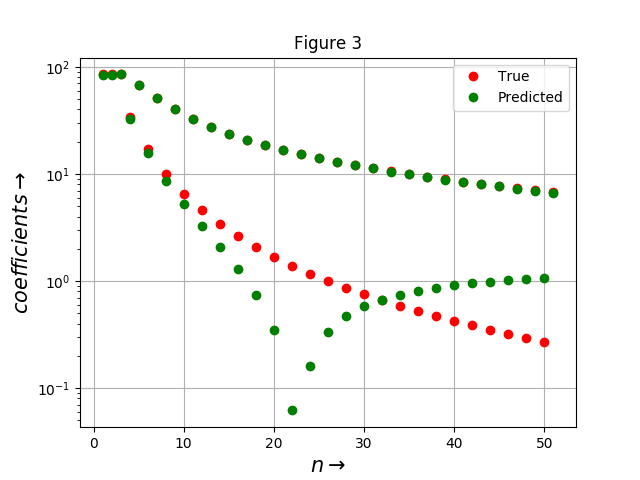 Figure 3
True
Predicted
10²
10¹
10⁰
10⁻¹
coefficients →
0 10 20 30 40 50
n →